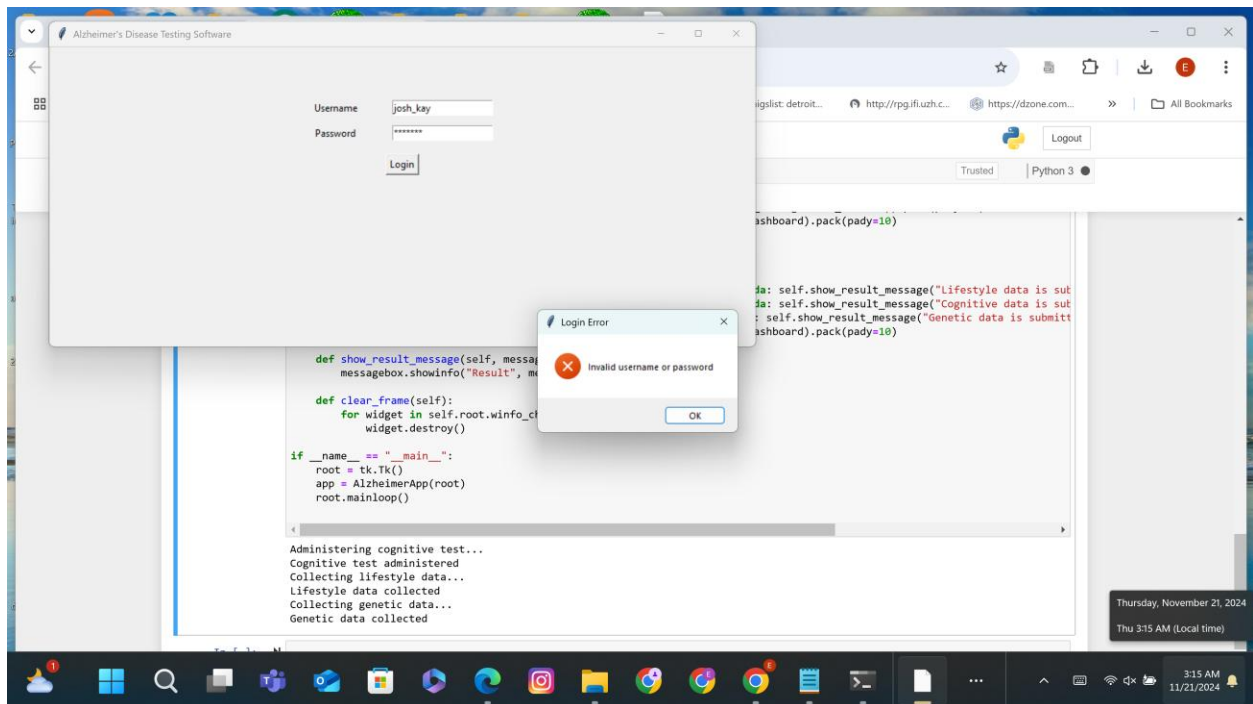 Alzheimer's Disease Testing Software
Username josh_kay
Password *******
Login
igslist: detroit... http://rpg.ifi.uzh.c... https://dzone.com... » All Bookmarks
E
Logout
Trusted Python 3
ashboard).pack(pady=10)
da: self.show_result_message("Lifestyle data is sub
da: self.show_result_message("Cognitive data is sub
: self.show_result_message("Genetic data is submitt
ashboard).pack(pady=10)
Login Error
Invalid username or password
OK
def show_result_message(self, messag
messagebox.showinfo("Result", me
def clear_frame(self):
for widget in self.root.winfo_ch
widget.destroy()
if __name__ == "__main__":
root = tk.Tk()
app = AlzheimerApp(root)
root.mainloop()
Administering cognitive test...
Cognitive test administered
Collecting lifestyle data...
Lifestyle data collected
Collecting genetic data...
Genetic data collected
Thursday, November 21, 2024
Thu 3:15 AM (Local time)
1
3:15 AM
11/21/2024